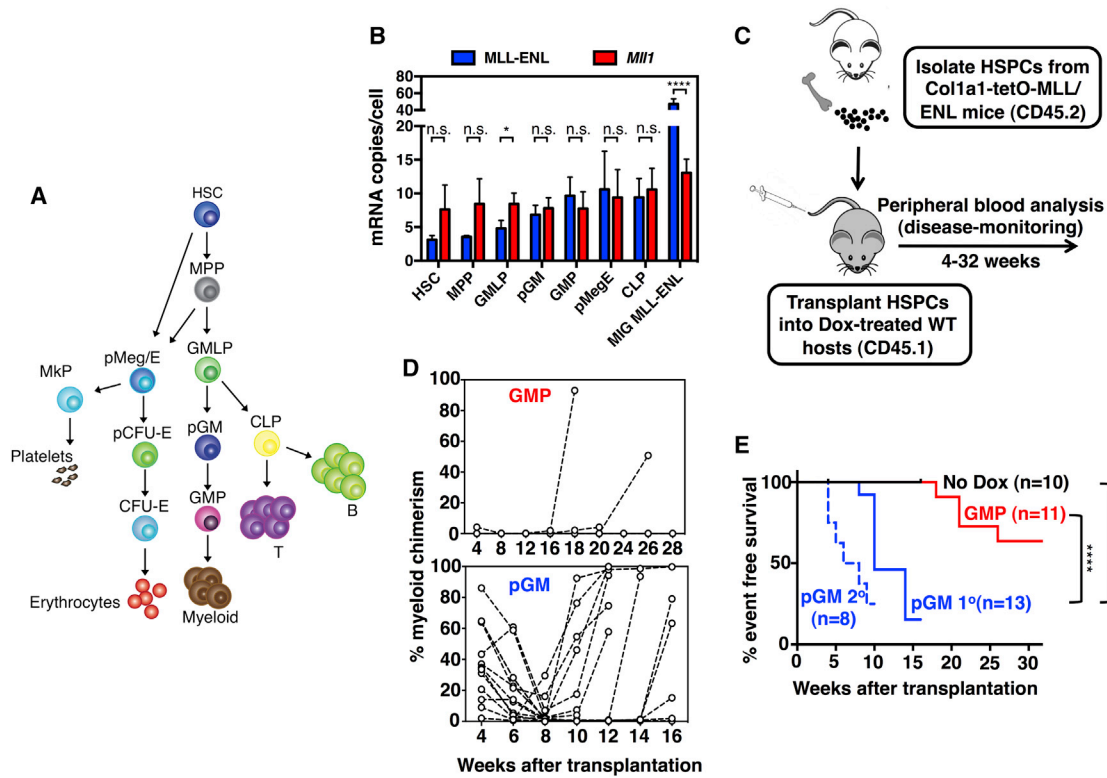 A
HSC
MPP
pMeg/E
GMLP
MkP
pCFU-E
pGM
CLP
Platelets
CFU-E
GMP
B
T
Erythrocytes
Myeloid
B
MLL-ENL
Mll1
mRNA copies/cell
80
60
40
20
20
15
10
5
0
n.s.
n.s.
*
n.s.
n.s.
n.s.
n.s.
****
HSC
MPP
GMLP
pGM
GMP
pMegE
CLP
MIG MLL-ENL
C
Isolate HSPCs from
Col1a1-tetO-MLL/
ENL mice (CD45.2)
Peripheral blood analysis
(disease-monitoring)
4-32 weeks
Transplant HSPCs
into Dox-treated WT
hosts (CD45.1)
D
% myeloid chimerism
GMP
100
80
60
40
20
0
4 8 12 16 18 20 24 26 28
pGM
100
80
60
40
20
0
4 6 8 10 12 14 16
Weeks after transplantation
E
% event free survival
100
50
0
No Dox (n=10)
GMP (n=11)
pGM 2º
(n=8)
pGM 1º(n=13)
****
0 5 10 15 20 25 30
Weeks after transplantation